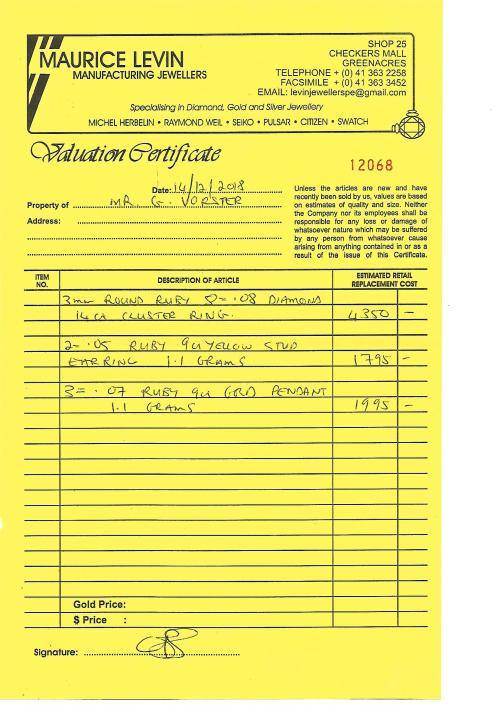 MAURICE LEVIN
MANUFACTURING JEWELLERS
SHOP 25
CHECKERS MALL
GREENACRES
TELEPHONE + (0) 41 363 2258
FACSIMILE + (0) 41 363 3452
EMAIL: levinjewellerspe@gmail.com
Specialising in Diamond, Gold and Silver Jewellery
MICHEL HERBELIN • RAYMOND WEIL • SEIKO • PULSAR • CITIZEN • SWATCH
Valuation Certificate
12068
Date: 14/12/2018
Property of MR G. VORSTER
Address:
Unless the articles are new and have
recently been sold by us, values are based
on estimates of quality and size. Neither
the Company nor its employees shall be
responsible for any loss or damage of
whatsoever nature which may be suffered
by any person from whatsoever cause
arising from anything contained in or as a
result of the issue of this Certificate.
ITEM NO. DESCRIPTION OF ARTICLE ESTIMATED RETAIL REPLACEMENT COST
3mm ROUND RUBY 8= .08 DIAMOND
14 ct CLUSTER RING. 4350 -
2= .05 RUBY 9ct YELLOW STUD
EARRING 1.1 GRAMS 1795 -
3= .07 RUBY 9ct GOLD PENDANT
1.1 GRAMS 1995 -
Gold Price:
$ Price :
Signature: